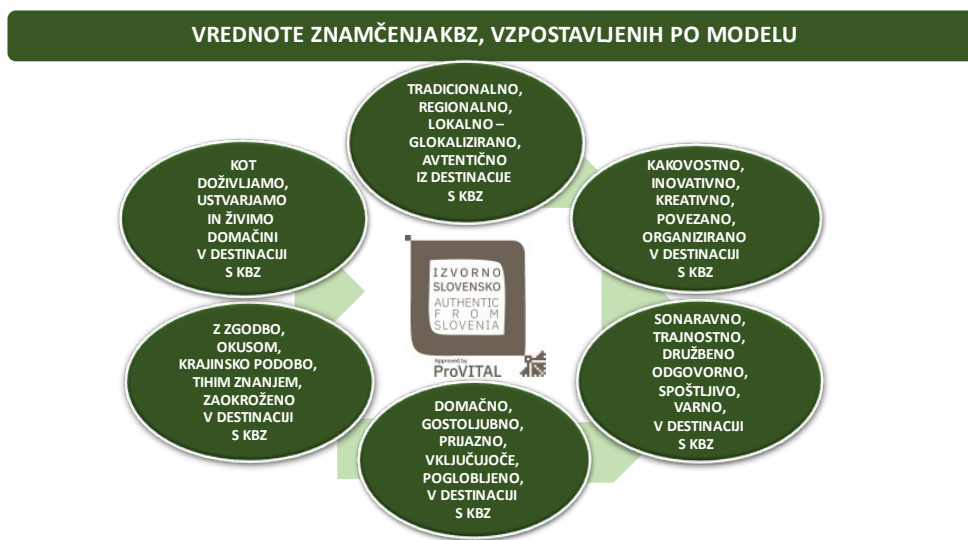 VREDNOTE ZNAMČENJAKBZ, VZPOSTAVLJENIH PO MODELU
TRADICIONALNO,
REGIONALNO,
LOKALNO –
GLOKALIZIRANO,
AVTENTIČNO
IZ DESTINACIJE
S KBZ
KAKOVOSTNO,
INOVATIVNO,
KREATIVNO,
POVEZANO,
ORGANIZIRANO
V DESTINACIJI
S KBZ
SONARAVNO,
TRAJNOSTNO,
DRUŽBENO
ODGOVORNO,
SPOŠTLJIVO,
VARNO,
V DESTINACIJI
S KBZ
DOMAČNO,
GOSTOLJUBNO,
PRIJAZNO,
VKLJUČUJOČE,
POGLOBLJENO,
V DESTINACIJI
S KBZ
Z ZGODBO,
OKUSOM,
KRAJINSKO PODOBO,
TIHIM ZNANJEM,
ZAOKROŽENO
V DESTINACIJI
S KBZ
KOT
DOŽIVLJAMO,
USTVARJAMO
IN ŽIVIMO
DOMAČINI
V DESTINACIJI
S KBZ
IZVORNO
SLOVENSKO
AUTHENTIC
FROM
SLOVENIA
Approved by
ProVITAL